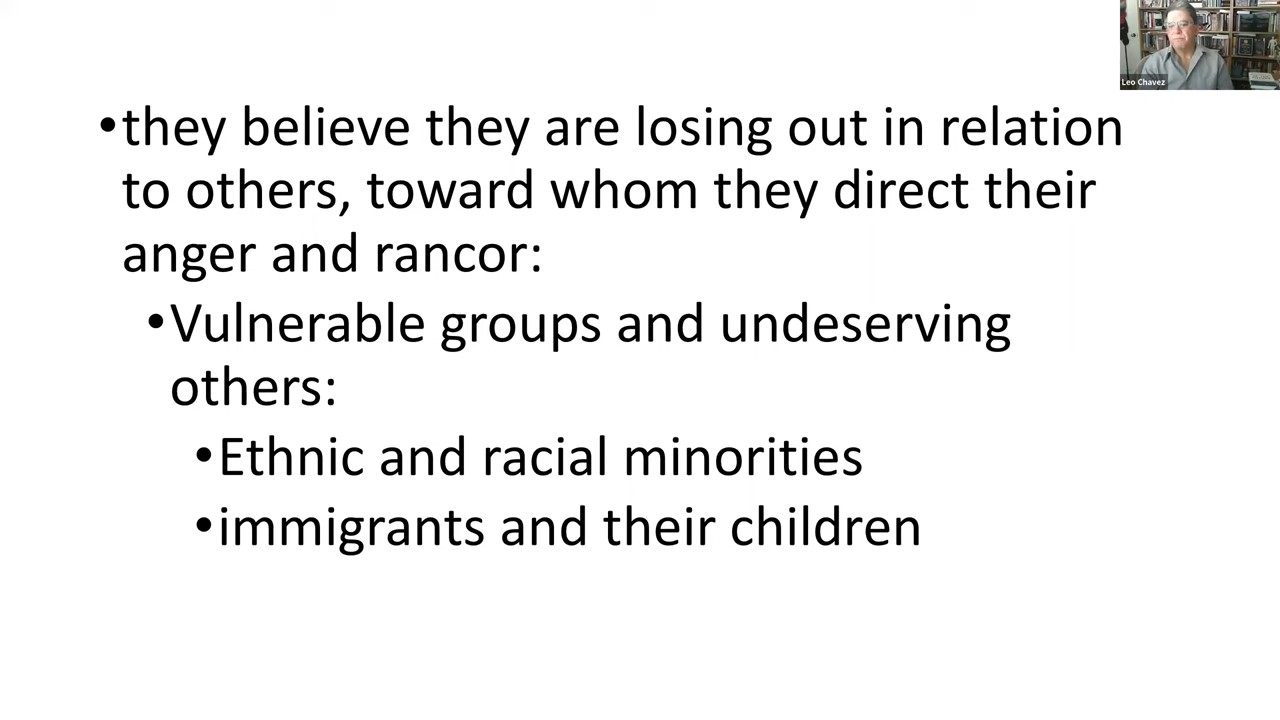 •they believe they are losing out in relation
to others, toward whom they direct their
anger and rancor:
•Vulnerable groups and undeserving
others:
•Ethnic and racial minorities
•immigrants and their children
Leo Chavez